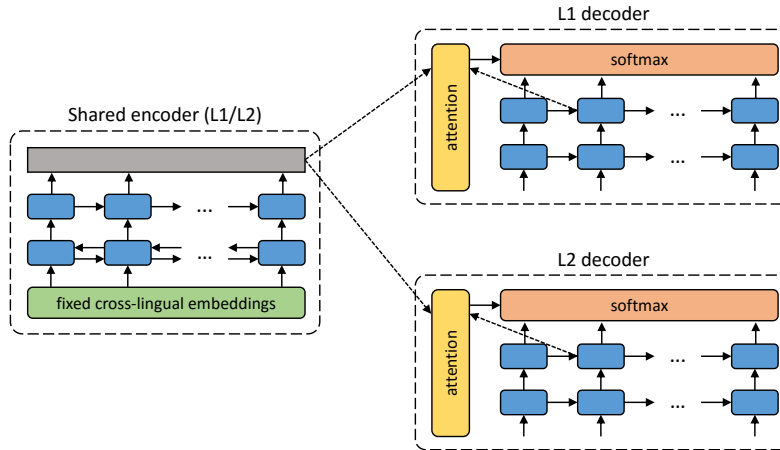 Shared encoder (L1/L2)
...
...
fixed cross-lingual embeddings
L1 decoder
attention
softmax
...
...
L2 decoder
attention
softmax
...
...